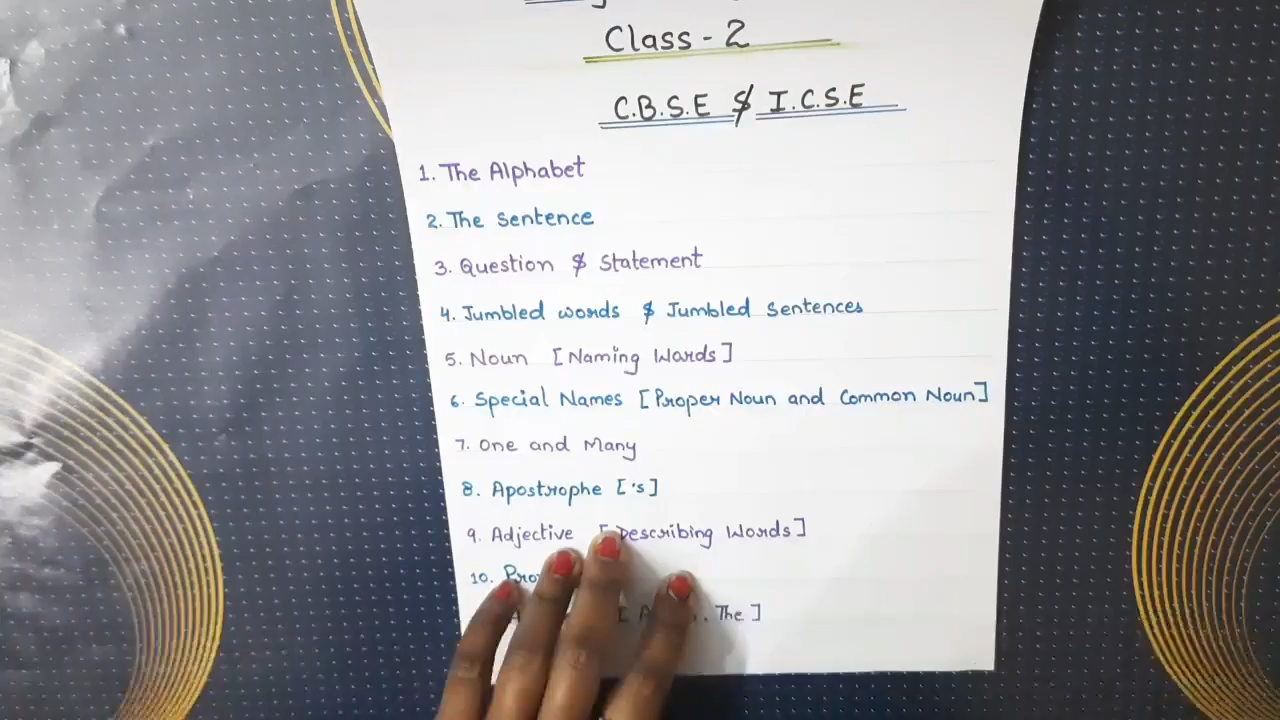 Class - 2
C.B.S.E & I.C.S.E
1. The Alphabet
2. The Sentence
3. Question & Statement
4. Jumbled words & Jumbled Sentences
5. Noun [Naming Words]
6. Special Names [Proper Noun and Common Noun]
7. One and Many
8. Apostrophe ['s]
9. Adjective [Describing Words]
10.
The]